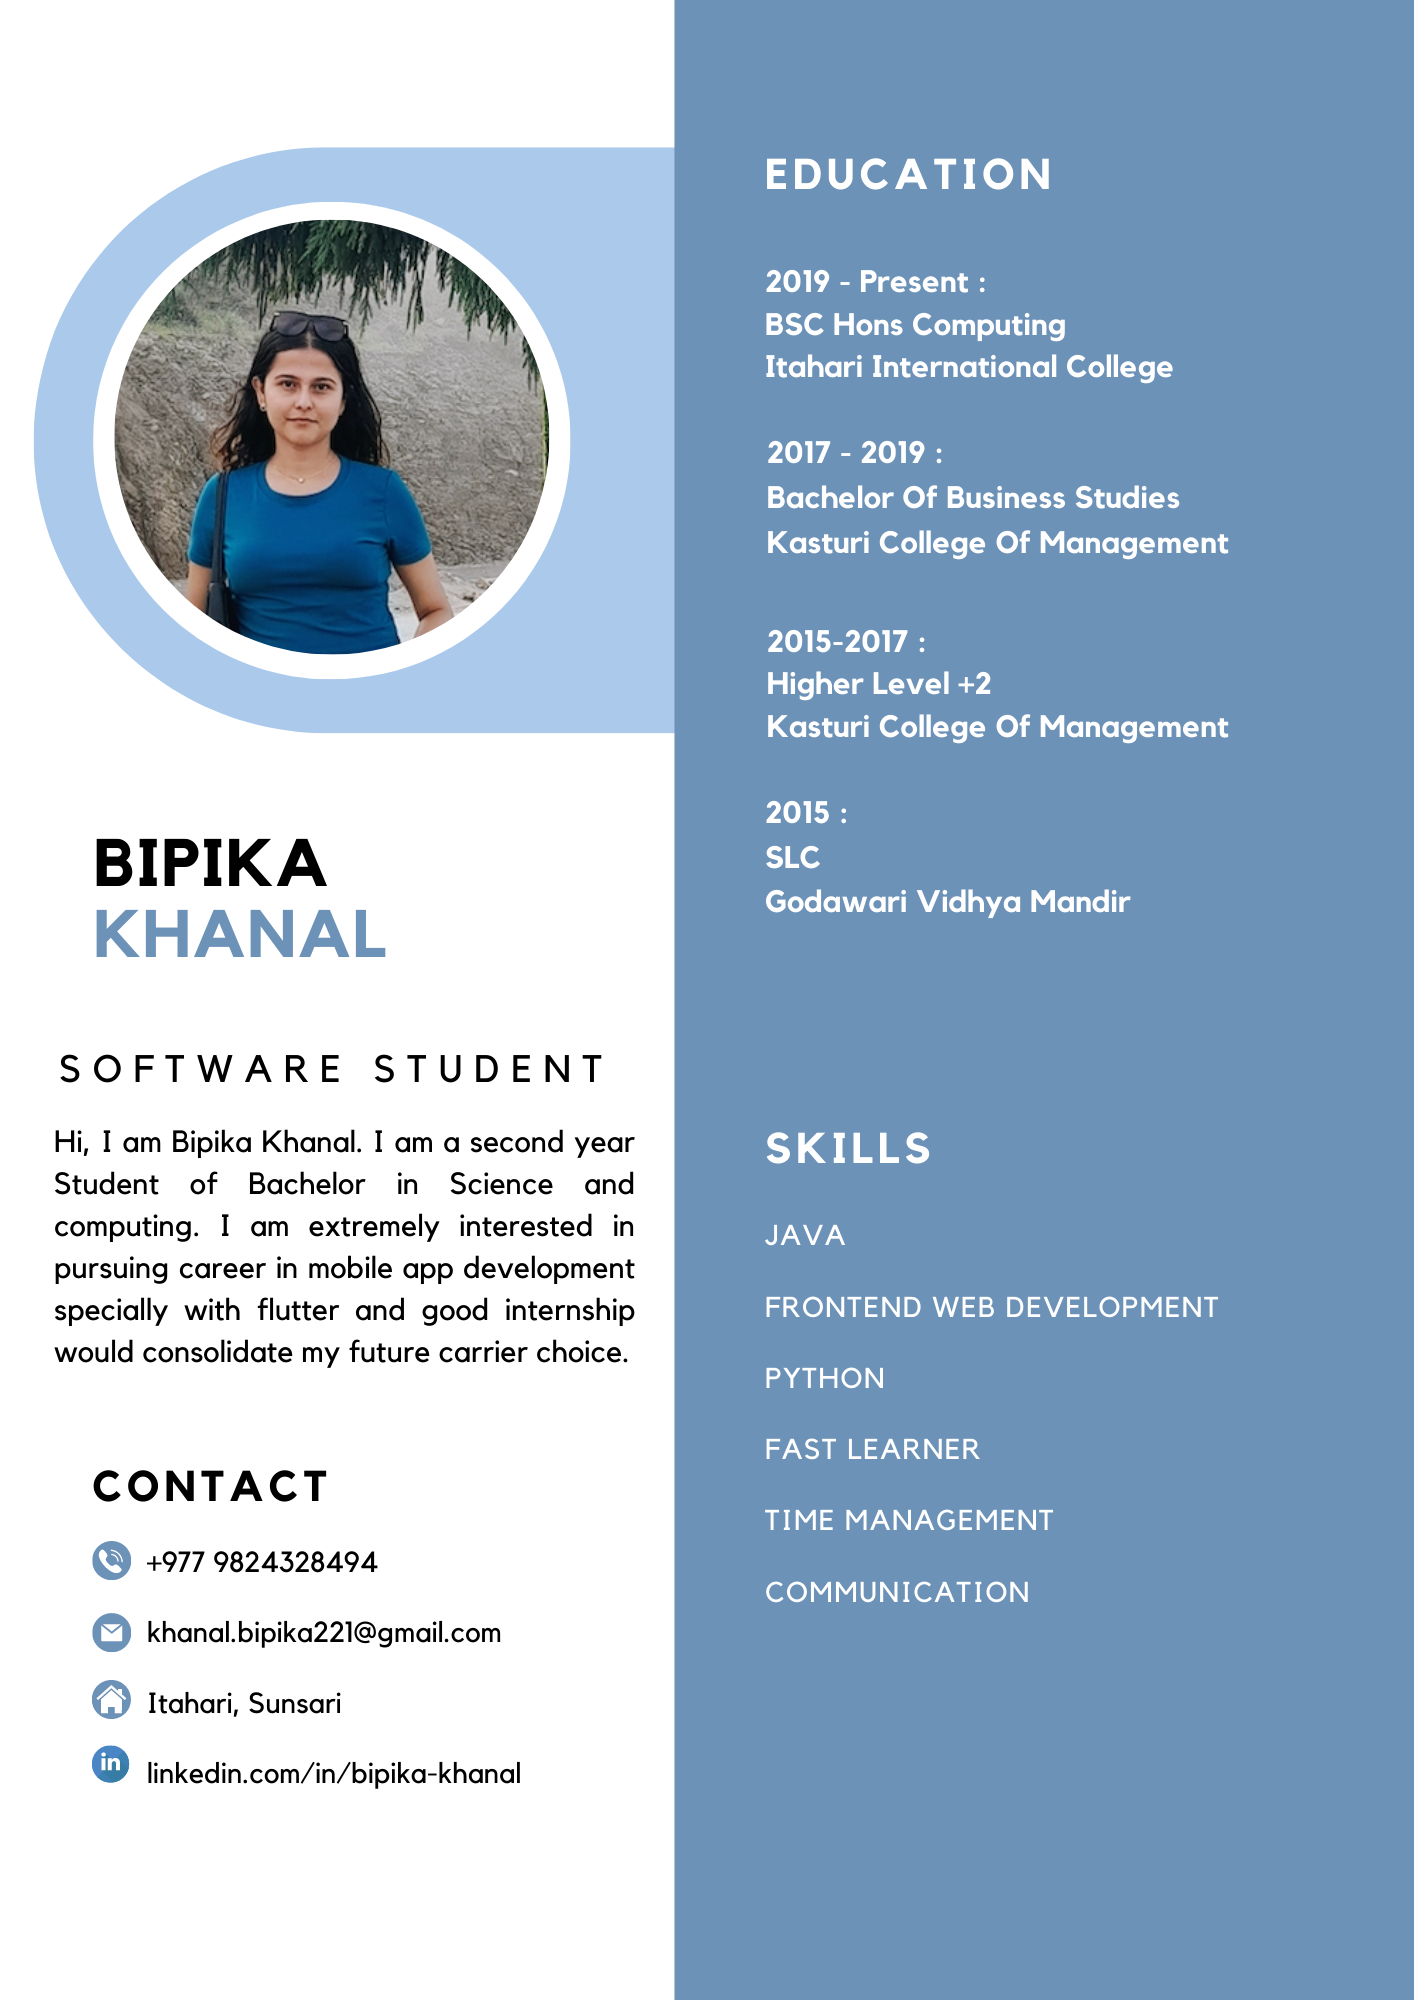 BIPIKA
KHANAL
SOFTWARE STUDENT
Hi, I am Bipika Khanal. I am a second year
Student of Bachelor in Science and
computing. I am extremely interested in
pursuing career in mobile app development
specially with flutter and good internship
would consolidate my future carrier choice.
CONTACT
+977 9824328494
khanal.bipika221@gmail.com
Itahari, Sunsari
in
linkedin.com/in/bipika-khanal
EDUCATION
2019 - Present :
BSC Hons Computing
Itahari International College
2017 - 2019 :
Bachelor Of Business Studies
Kasturi College Of Management
2015-2017 :
Higher Level +2
Kasturi College Of Management
2015 :
SLC
Godawari Vidhya Mandir
SKILLS
JAVA
FRONTEND WEB DEVELOPMENT
PYTHON
FAST LEARNER
TIME MANAGEMENT
COMMUNICATION